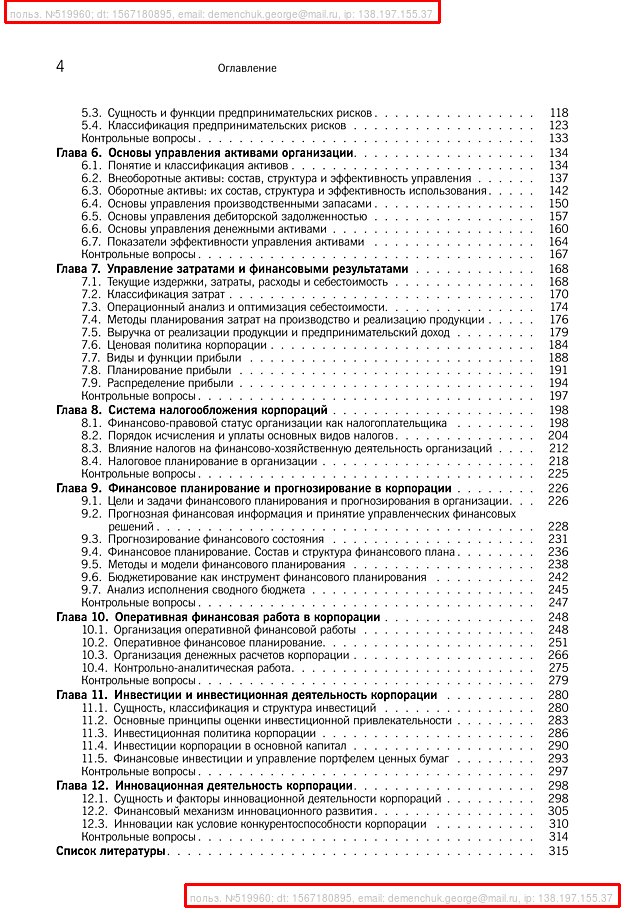 польз. №519960; dt: 1567180895, email: demenchuk.george@mail.ru, ip: 138.197.155.37
4 Оглавление
5.3. Сущность и функции предпринимательских рисков . . . . . . . . . . . . . . . . 118
5.4. Классификация предпринимательских рисков . . . . . . . . . . . . . . . . . . 123
Контрольные вопросы . . . . . . . . . . . . . . . . . . . . . . . . . . . . . . 133
Глава 6. Основы управления активами организации. . . . . . . . . . . . . . . . . . 134
6.1. Понятие и классификация активов . . . . . . . . . . . . . . . . . . . . . . . 134
6.2. Внеоборотные активы: состав, структура и эффективность управления . . . . . . . 137
6.3. Оборотные активы: их состав, структура и эффективность использования . . . . . 142
6.4. Основы управления производственными запасами . . . . . . . . . . . . . . . . 150
6.5. Основы управления дебиторской задолженностью . . . . . . . . . . . . . . . . 157
6.6. Основы управления денежными активами . . . . . . . . . . . . . . . . . . . . 160
6.7. Показатели эффективности управления активами . . . . . . . . . . . . . . . . 164
Контрольные вопросы . . . . . . . . . . . . . . . . . . . . . . . . . . . . . . 167
Глава 7. Управление затратами и финансовыми результатами . . . . . . . . . . . . 168
7.1. Текущие издержки, затраты, расходы и себестоимость . . . . . . . . . . . . . . 168
7.2. Классификация затрат . . . . . . . . . . . . . . . . . . . . . . . . . . . . 170
7.3. Операционный анализ и оптимизация себестоимости. . . . . . . . . . . . . . . 174
7.4. Методы планирования затрат на производство и реализацию продукции . . . . . . 176
7.5. Выручка от реализации продукции и предпринимательский доход . . . . . . . . . 179
7.6. Ценовая политика корпорации . . . . . . . . . . . . . . . . . . . . . . . . . 184
7.7. Виды и функции прибыли . . . . . . . . . . . . . . . . . . . . . . . . . . . 188
7.8. Планирование прибыли . . . . . . . . . . . . . . . . . . . . . . . . . . . . 191
7.9. Распределение прибыли . . . . . . . . . . . . . . . . . . . . . . . . . . . . 194
Контрольные вопросы . . . . . . . . . . . . . . . . . . . . . . . . . . . . . . 197
Глава 8. Система налогообложения корпораций . . . . . . . . . . . . . . . . . . . 198
8.1. Финансово-правовой статус организации как налогоплательщика . . . . . . . . 198
8.2. Порядок исчисления и уплаты основных видов налогов . . . . . . . . . . . . . . 204
8.3. Влияние налогов на финансово-хозяйственную деятельность организаций . . . . 212
8.4. Налоговое планирование в организации . . . . . . . . . . . . . . . . . . . . . 218
Контрольные вопросы . . . . . . . . . . . . . . . . . . . . . . . . . . . . . . 225
Глава 9. Финансовое планирование и прогнозирование в корпорации . . . . . . . . 226
9.1. Цели и задачи финансового планирования и прогнозирования в организации. . . 226
9.2. Прогнозная финансовая информация и принятие управленческих финансовых
решений . . . . . . . . . . . . . . . . . . . . . . . . . . . . . . . . . . . 228
9.3. Прогнозирование финансового состояния . . . . . . . . . . . . . . . . . . . . 231
9.4. Финансовое планирование. Состав и структура финансового плана . . . . . . . . 236
9.5. Методы и модели финансового планирования . . . . . . . . . . . . . . . . . . 238
9.6. Бюджетирование как инструмент финансового планирования . . . . . . . . . . . 242
9.7. Анализ исполнения сводного бюджета . . . . . . . . . . . . . . . . . . . . . 245
Контрольные вопросы . . . . . . . . . . . . . . . . . . . . . . . . . . . . . . 247
Глава 10. Оперативная финансовая работа в корпорации . . . . . . . . . . . . . . 248
10.1. Организация оперативной финансовой работы . . . . . . . . . . . . . . . . . 248
10.2. Оперативное финансовое планирование. . . . . . . . . . . . . . . . . . . . . 251
10.3. Организация денежных расчетов корпорации . . . . . . . . . . . . . . . . . . 266
10.4. Контрольно-аналитическая работа. . . . . . . . . . . . . . . . . . . . . . . 275
Контрольные вопросы . . . . . . . . . . . . . . . . . . . . . . . . . . . . . . 279
Глава 11. Инвестиции и инвестиционная деятельность корпорации . . . . . . . . . 280
11.1. Сущность, классификация и структура инвестиций . . . . . . . . . . . . . . . 280
11.2. Основные принципы оценки инвестиционной привлекательности . . . . . . . . . 283
11.3. Инвестиционная политика корпорации . . . . . . . . . . . . . . . . . . . . . 286
11.4. Инвестиции корпорации в основной капитал . . . . . . . . . . . . . . . . . . 290
11.5. Финансовые инвестиции и управление портфелем ценных бумаг . . . . . . . . . 293
Контрольные вопросы . . . . . . . . . . . . . . . . . . . . . . . . . . . . . . 297
Глава 12. Инновационная деятельность корпорации. . . . . . . . . . . . . . . . . 298
12.1. Сущность и факторы инновационной деятельности корпораций . . . . . . . . . 298
12.2. Финансовый механизм инновационного развития. . . . . . . . . . . . . . . . 305
12.3. Инновации как условие конкурентоспособности корпорации . . . . . . . . . . 310
Контрольные вопросы . . . . . . . . . . . . . . . . . . . . . . . . . . . . . . 314
Список литературы . . . . . . . . . . . . . . . . . . . . . . . . . . . . . . . 315
польз. №519960; dt: 1567180895, email: demenchuk.george@mail.ru, ip: 138.197.155.37